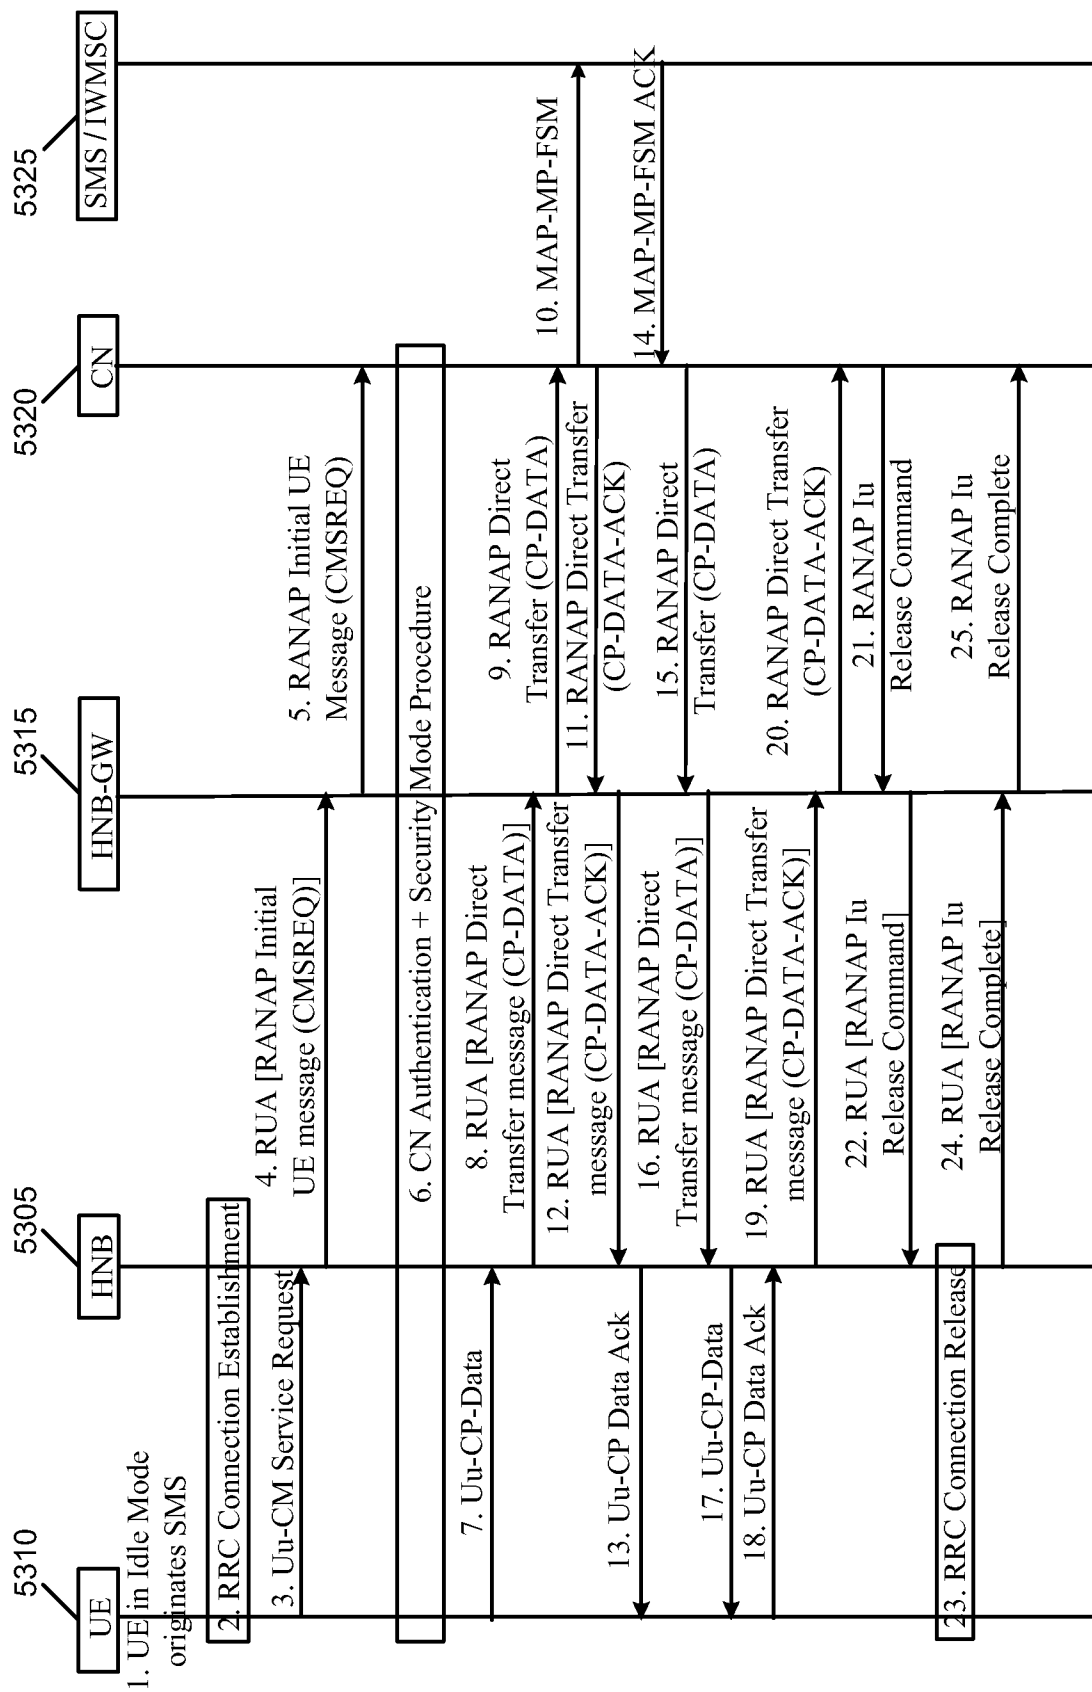 5310
5305
5315
5320
5325
UE
HNB
HNB-GW
CN
SMS / IWMSC
1. UE in Idle Mode
originates SMS
2. RRC Connection Establishment
3. Uu-CM Service Request
4. RUA [RANAP Initial
UE message (CMSREQ)]
5. RANAP Initial UE
Message (CMSREQ)
6. CN Authentication + Security Mode Procedure
7. Uu-CP-Data
8. RUA [RANAP Direct
Transfer message (CP-DATA)]
9. RANAP Direct
Transfer (CP-DATA)
10. MAP-MP-FSM
11. RANAP Direct Transfer
(CP-DATA-ACK)
12. RUA [RANAP Direct Transfer
message (CP-DATA-ACK)]
13. Uu-CP Data Ack
14. MAP-MP-FSM ACK
15. RANAP Direct
Transfer (CP-DATA)
16. RUA [RANAP Direct
Transfer message (CP-DATA)]
17. Uu-CP-Data
18. Uu-CP Data Ack
19. RUA [RANAP Direct Transfer
message (CP-DATA-ACK)]
20. RANAP Direct Transfer
(CP-DATA-ACK)
21. RANAP Iu
Release Command
22. RUA [RANAP Iu
Release Command]
23. RRC Connection Release
24. RUA [RANAP Iu
Release Complete]
25. RANAP Iu
Release Complete